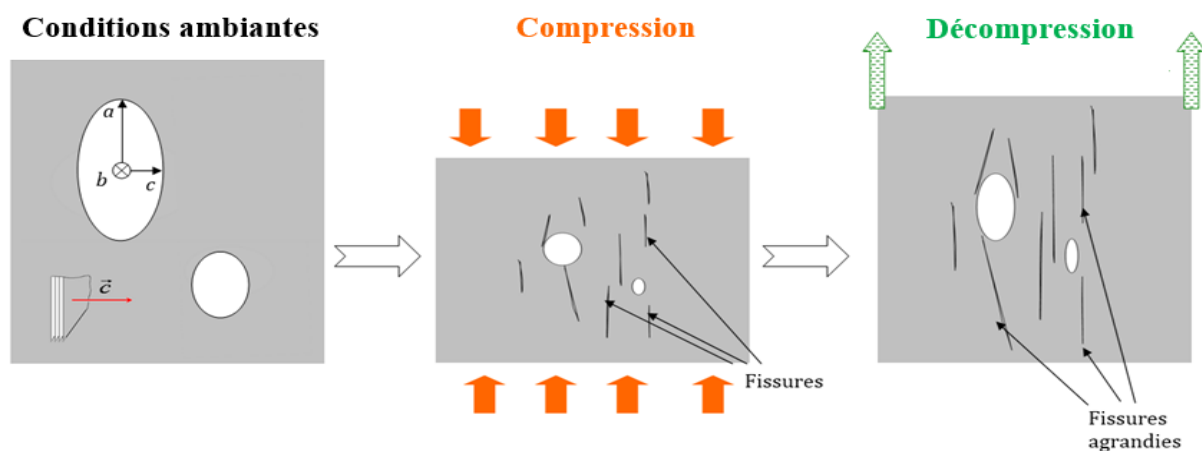 Conditions ambiantes
Compression
Décompression
a
b
c
c⃗
Fissures
Fissures
agrandies